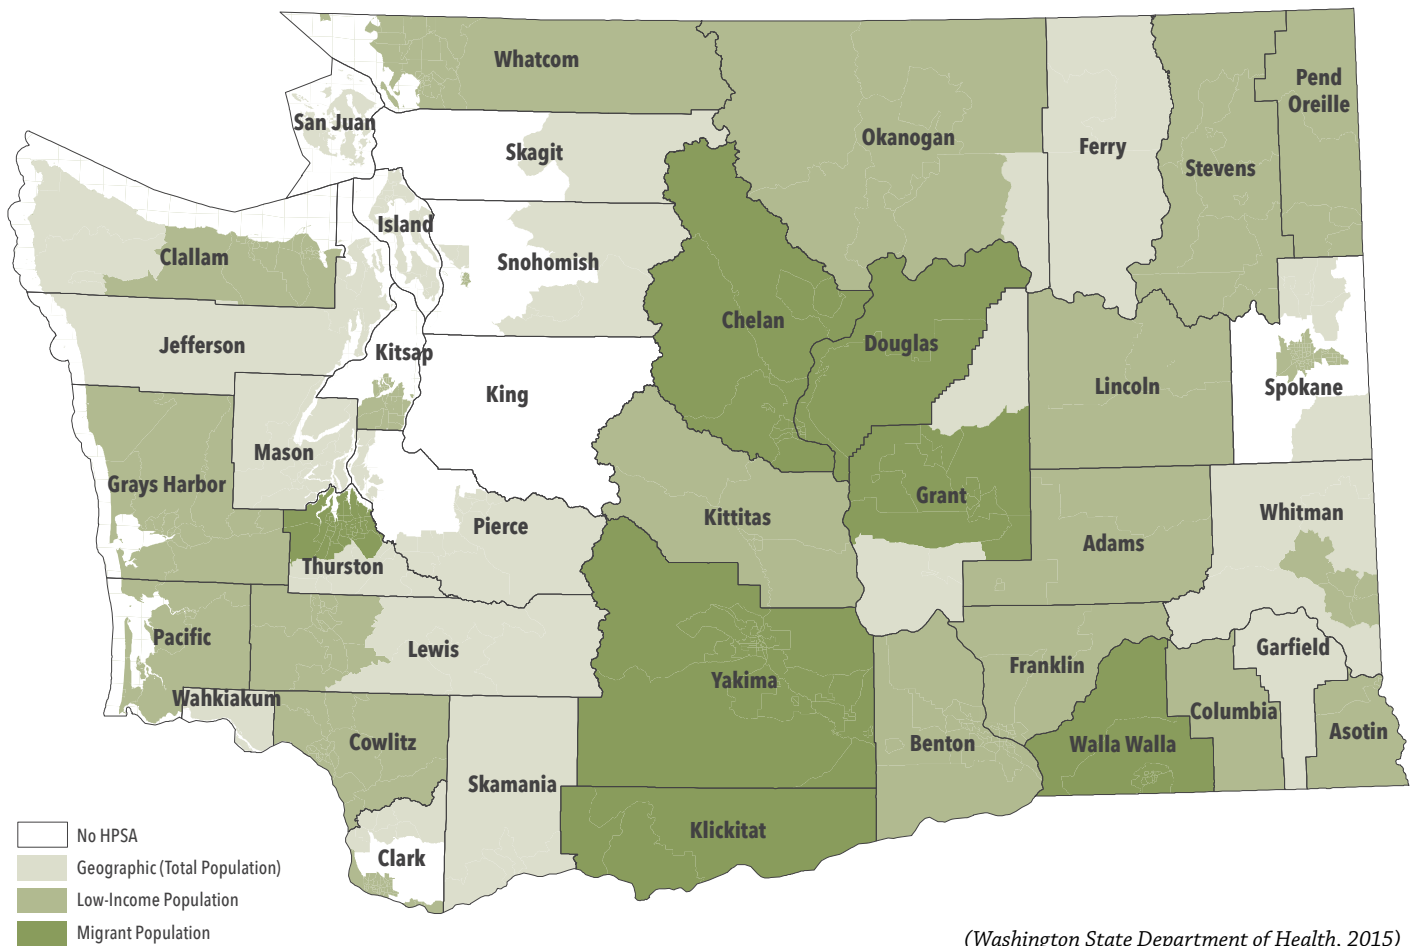 Whatcom
Pend
Oreille
San Juan
Okanogan
Ferry
Skagit
Stevens
Island
Clallam
Snohomish
Chelan
Douglas
Jefferson
Kitsap
King
Lincoln
Spokane
Mason
Grays Harbor
Grant
Kittitas
Pierce
Whitman
Adams
Thurston
Pacific
Lewis
Garfield
Franklin
Yakima
Wahkiakum
Columbia
Asotin
Cowlitz
Benton
Walla Walla
Skamania
Klickitat
Clark
No HPSA
Geographic (Total Population)
Low-Income Population
Migrant Population
(Washington State Department of Health, 2015)